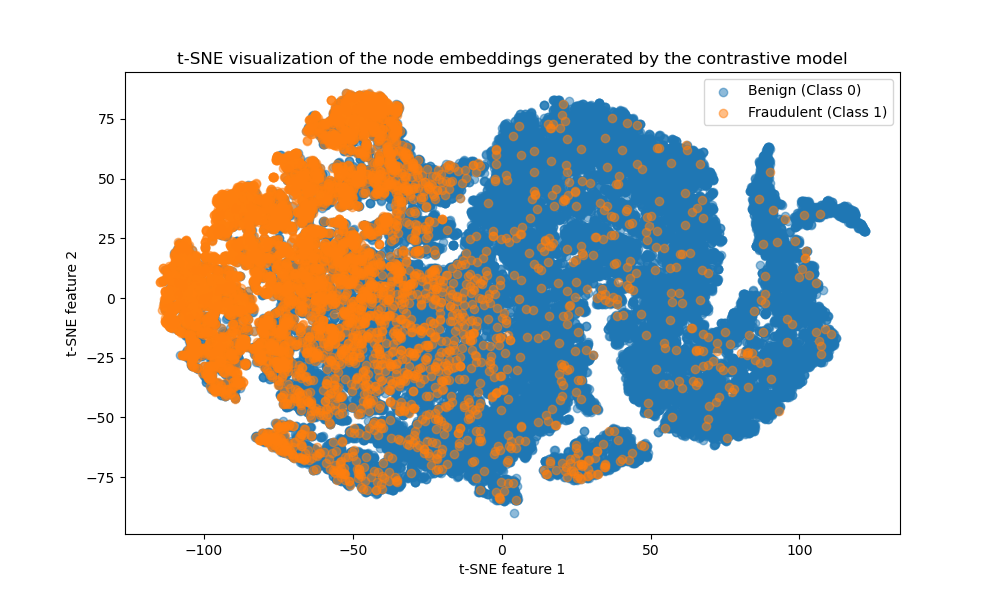 t-SNE visualization of the node embeddings generated by the contrastive model
Benign (Class 0)
Fraudulent (Class 1)
75
50
25
0
−25
−50
−75
t-SNE feature 2
−100
−50
0
50
100
t-SNE feature 1